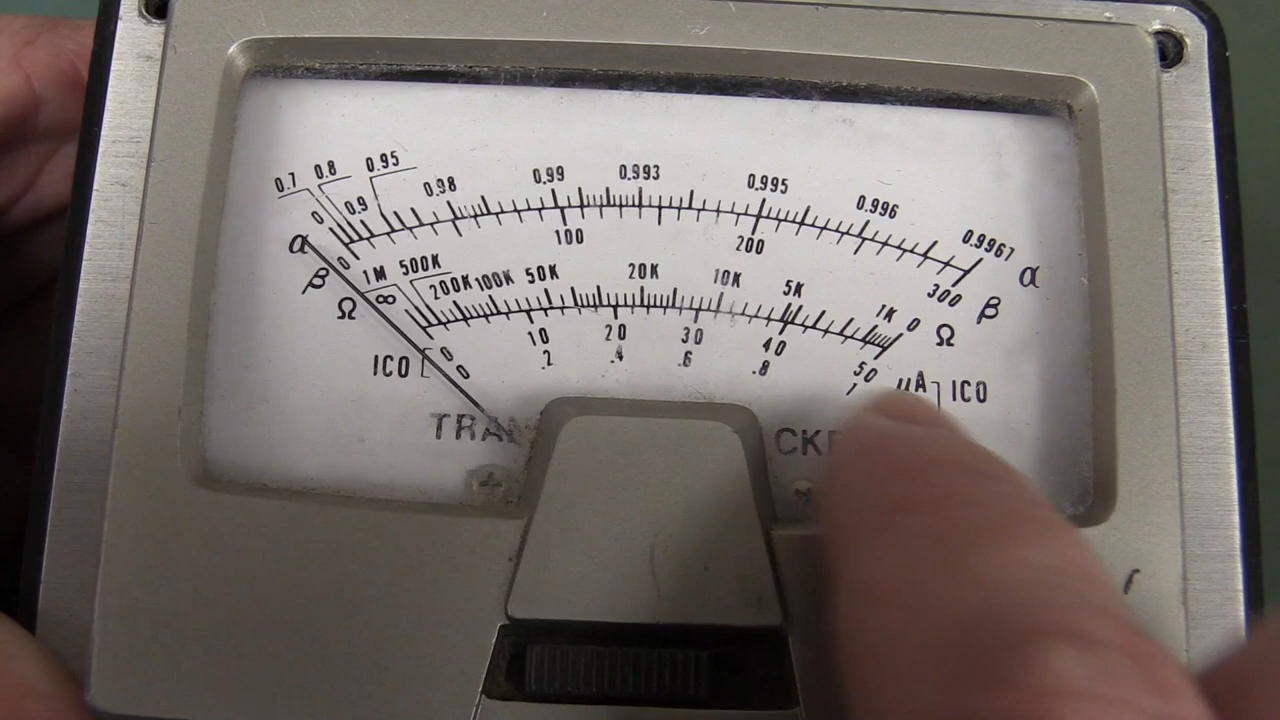 0.7 0.8 0.95 0.98 0.99 0.993 0.995 0.996 0.9967
α 0 0.9 α
β 0 100 200 300 β
Ω ∞ 1M 500K 200K 100K 50K 20K 10K 5K 1K 0 Ω
ICO 0 10 20 30 40 50 µA ICO
0 .2 .4 .6 .8 1